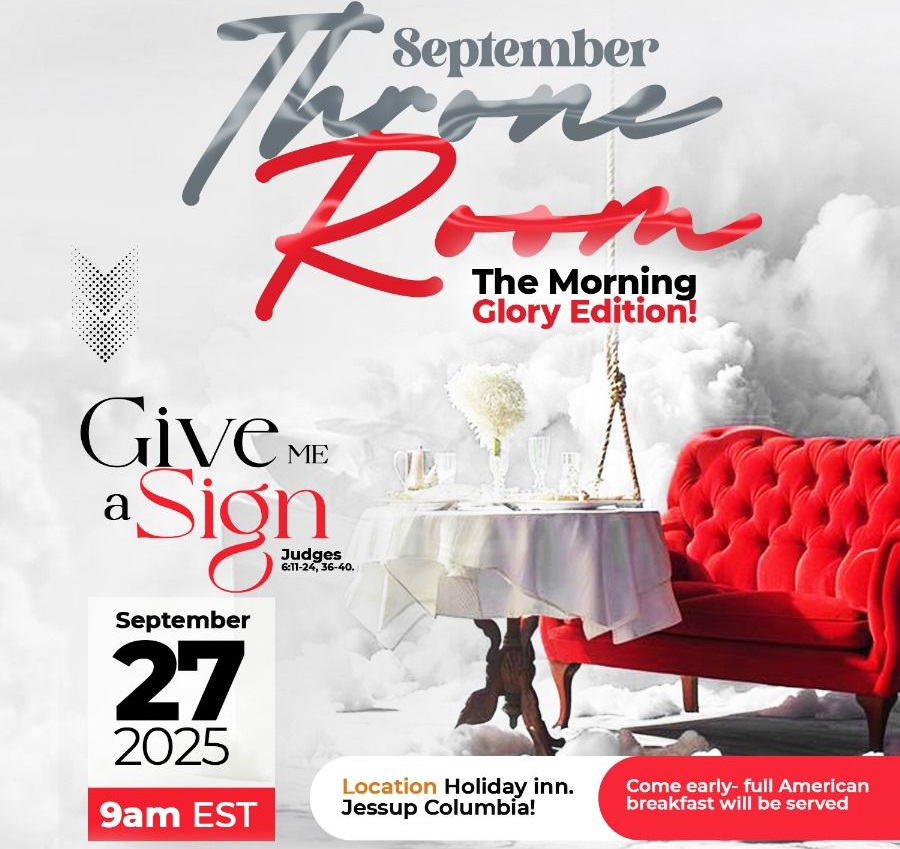 September
Throne
Room
The Morning
Glory Edition!
Give ME
a Sign
Judges
6:11-24, 36-40.
September
27
2025
9am EST
Location Holiday inn.
Jessup Columbia!
Come early- full American
breakfast will be served